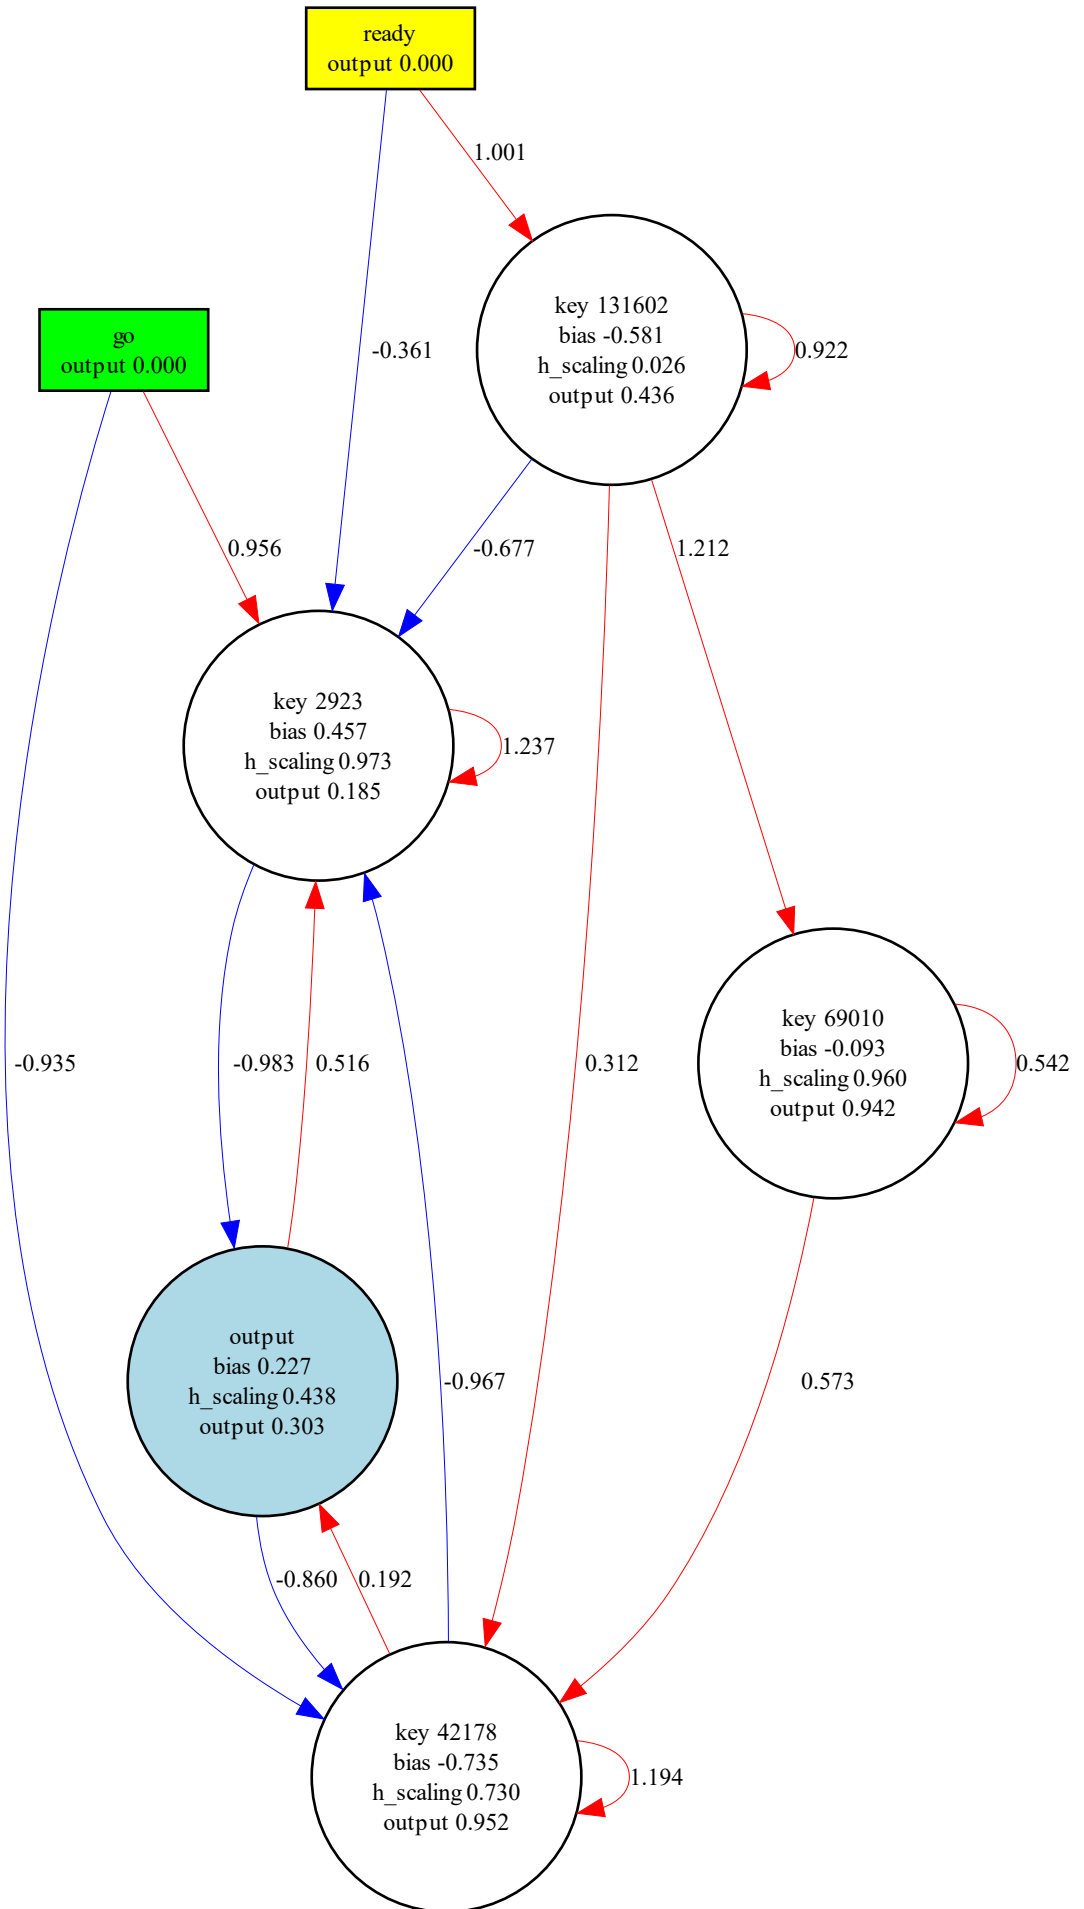 ready
output 0.000
1.001
key 131602
bias -0.581
h_scaling 0.026
output 0.436
0.922
go
output 0.000
-0.361
0.956
-0.677
1.212
key 2923
bias 0.457
h_scaling 0.973
output 0.185
1.237
key 69010
bias -0.093
h_scaling 0.960
output 0.942
0.542
-0.935
-0.983
0.516
0.312
output
bias 0.227
h_scaling 0.438
output 0.303
-0.967
0.573
-0.860
0.192
key 42178
bias -0.735
h_scaling 0.730
output 0.952
1.194